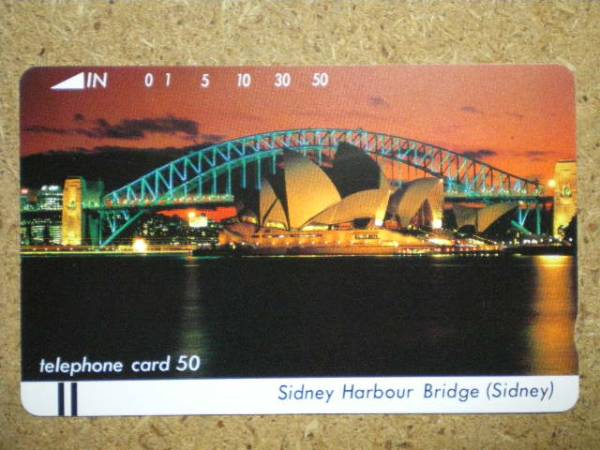 IN 0 1 5 10 30 50
telephone card 50
Sidney Harbour Bridge (Sidney)